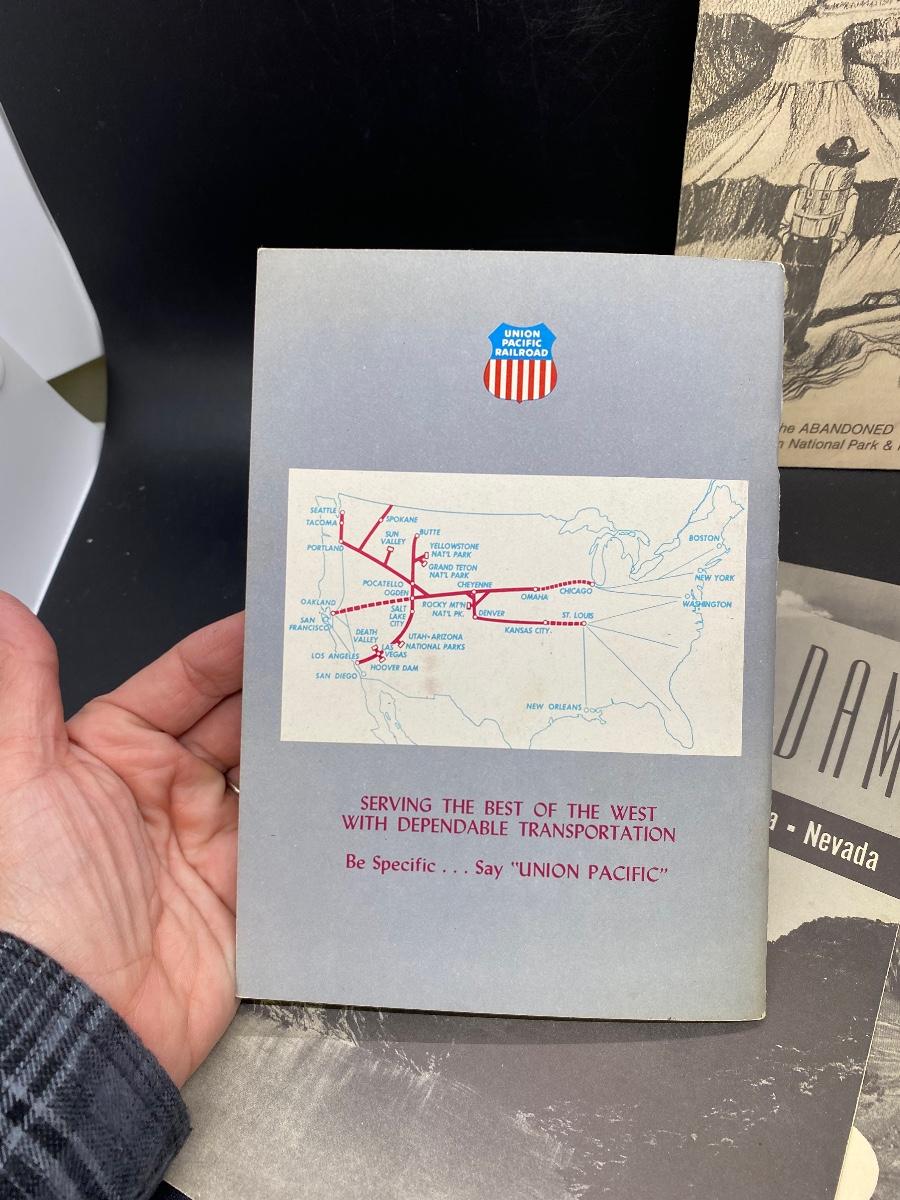 UNION
PACIFIC
RAILROAD
SEATTLE
TACOMA
SPOKANE
BUTTE
SUN
VALLEY
YELLOWSTONE
NAT'L PARK
PORTLAND
GRAND TETON
NAT'L PARK
BOSTON
POCATELLO
OGDEN
CHEYENNE
OMAHA
CHICAGO
NEW YORK
OAKLAND
SALT
LAKE
CITY
ROCKY MT'N
NAT'L PK.
DENVER
ST. LOUIS
WASHINGTON
SAN
FRANCISCO
KANSAS CITY
DEATH
VALLEY
UTAH-ARIZONA
NATIONAL PARKS
LAS
VEGAS
LOS ANGELES
HOOVER DAM
SAN DIEGO
NEW ORLEANS
SERVING THE BEST OF THE WEST
WITH DEPENDABLE TRANSPORTATION
Be Specific . . . Say "UNION PACIFIC"
he ABANDONED
n National Park &
DAM
a - Nevada